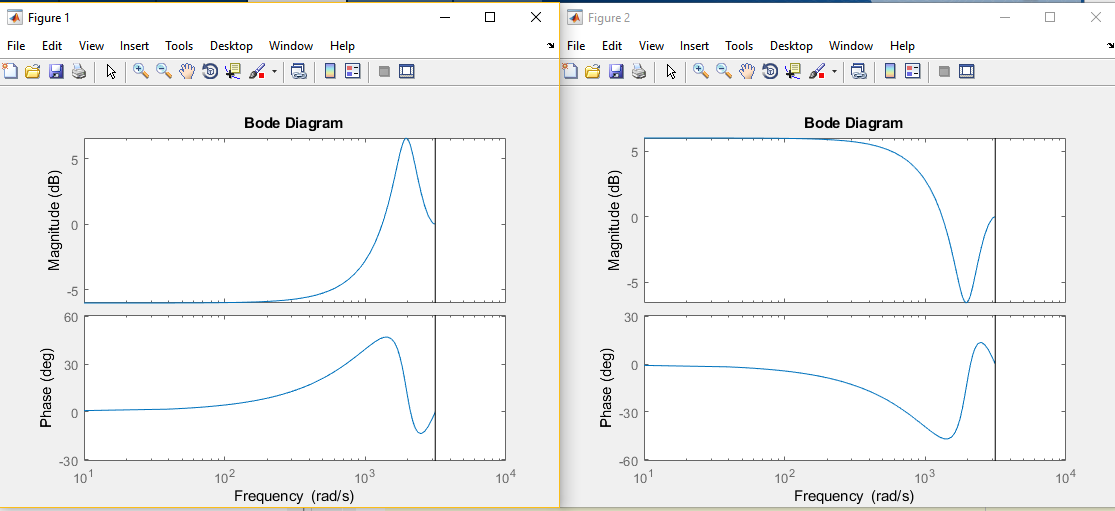 Figure 1
File Edit View Insert Tools Desktop Window Help
Bode Diagram
Magnitude (dB)
5
0
-5
Phase (deg)
60
30
0
-30
10^1 10^2 10^3 10^4
Frequency (rad/s)
Figure 2
File Edit View Insert Tools Desktop Window Help
Bode Diagram
Magnitude (dB)
5
0
-5
Phase (deg)
30
0
-30
-60
10^1 10^2 10^3 10^4
Frequency (rad/s)